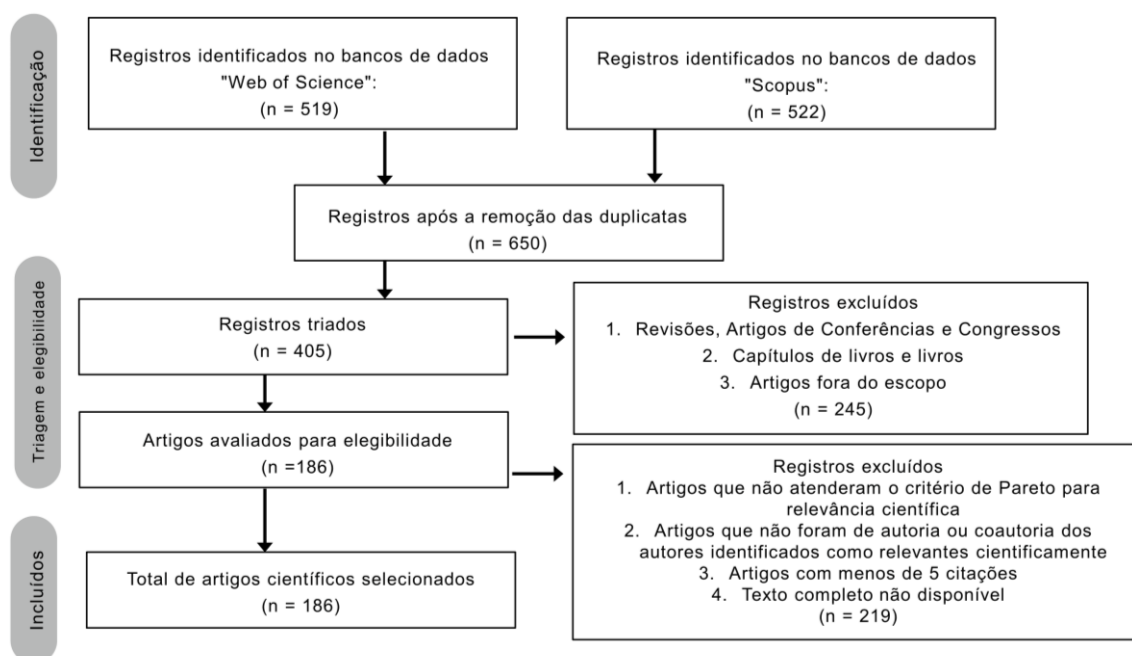 Identificação
Registros identificados no bancos de dados
"Web of Science":
(n = 519)
Registros identificados no bancos de dados
"Scopus":
(n = 522)
Registros após a remoção das duplicatas
(n = 650)
Triagem e elegibilidade
Registros triados
(n = 405)
Registros excluídos
1. Revisões, Artigos de Conferências e Congressos
2. Capítulos de livros e livros
3. Artigos fora do escopo
(n = 245)
Artigos avaliados para elegibilidade
(n =186)
Registros excluídos
1. Artigos que não atenderam o critério de Pareto para
relevância científica
2. Artigos que não foram de autoria ou coautoria dos
autores identificados como relevantes cientificamente
3. Artigos com menos de 5 citações
4. Texto completo não disponível
(n = 219)
Incluídos
Total de artigos científicos selecionados
(n = 186)